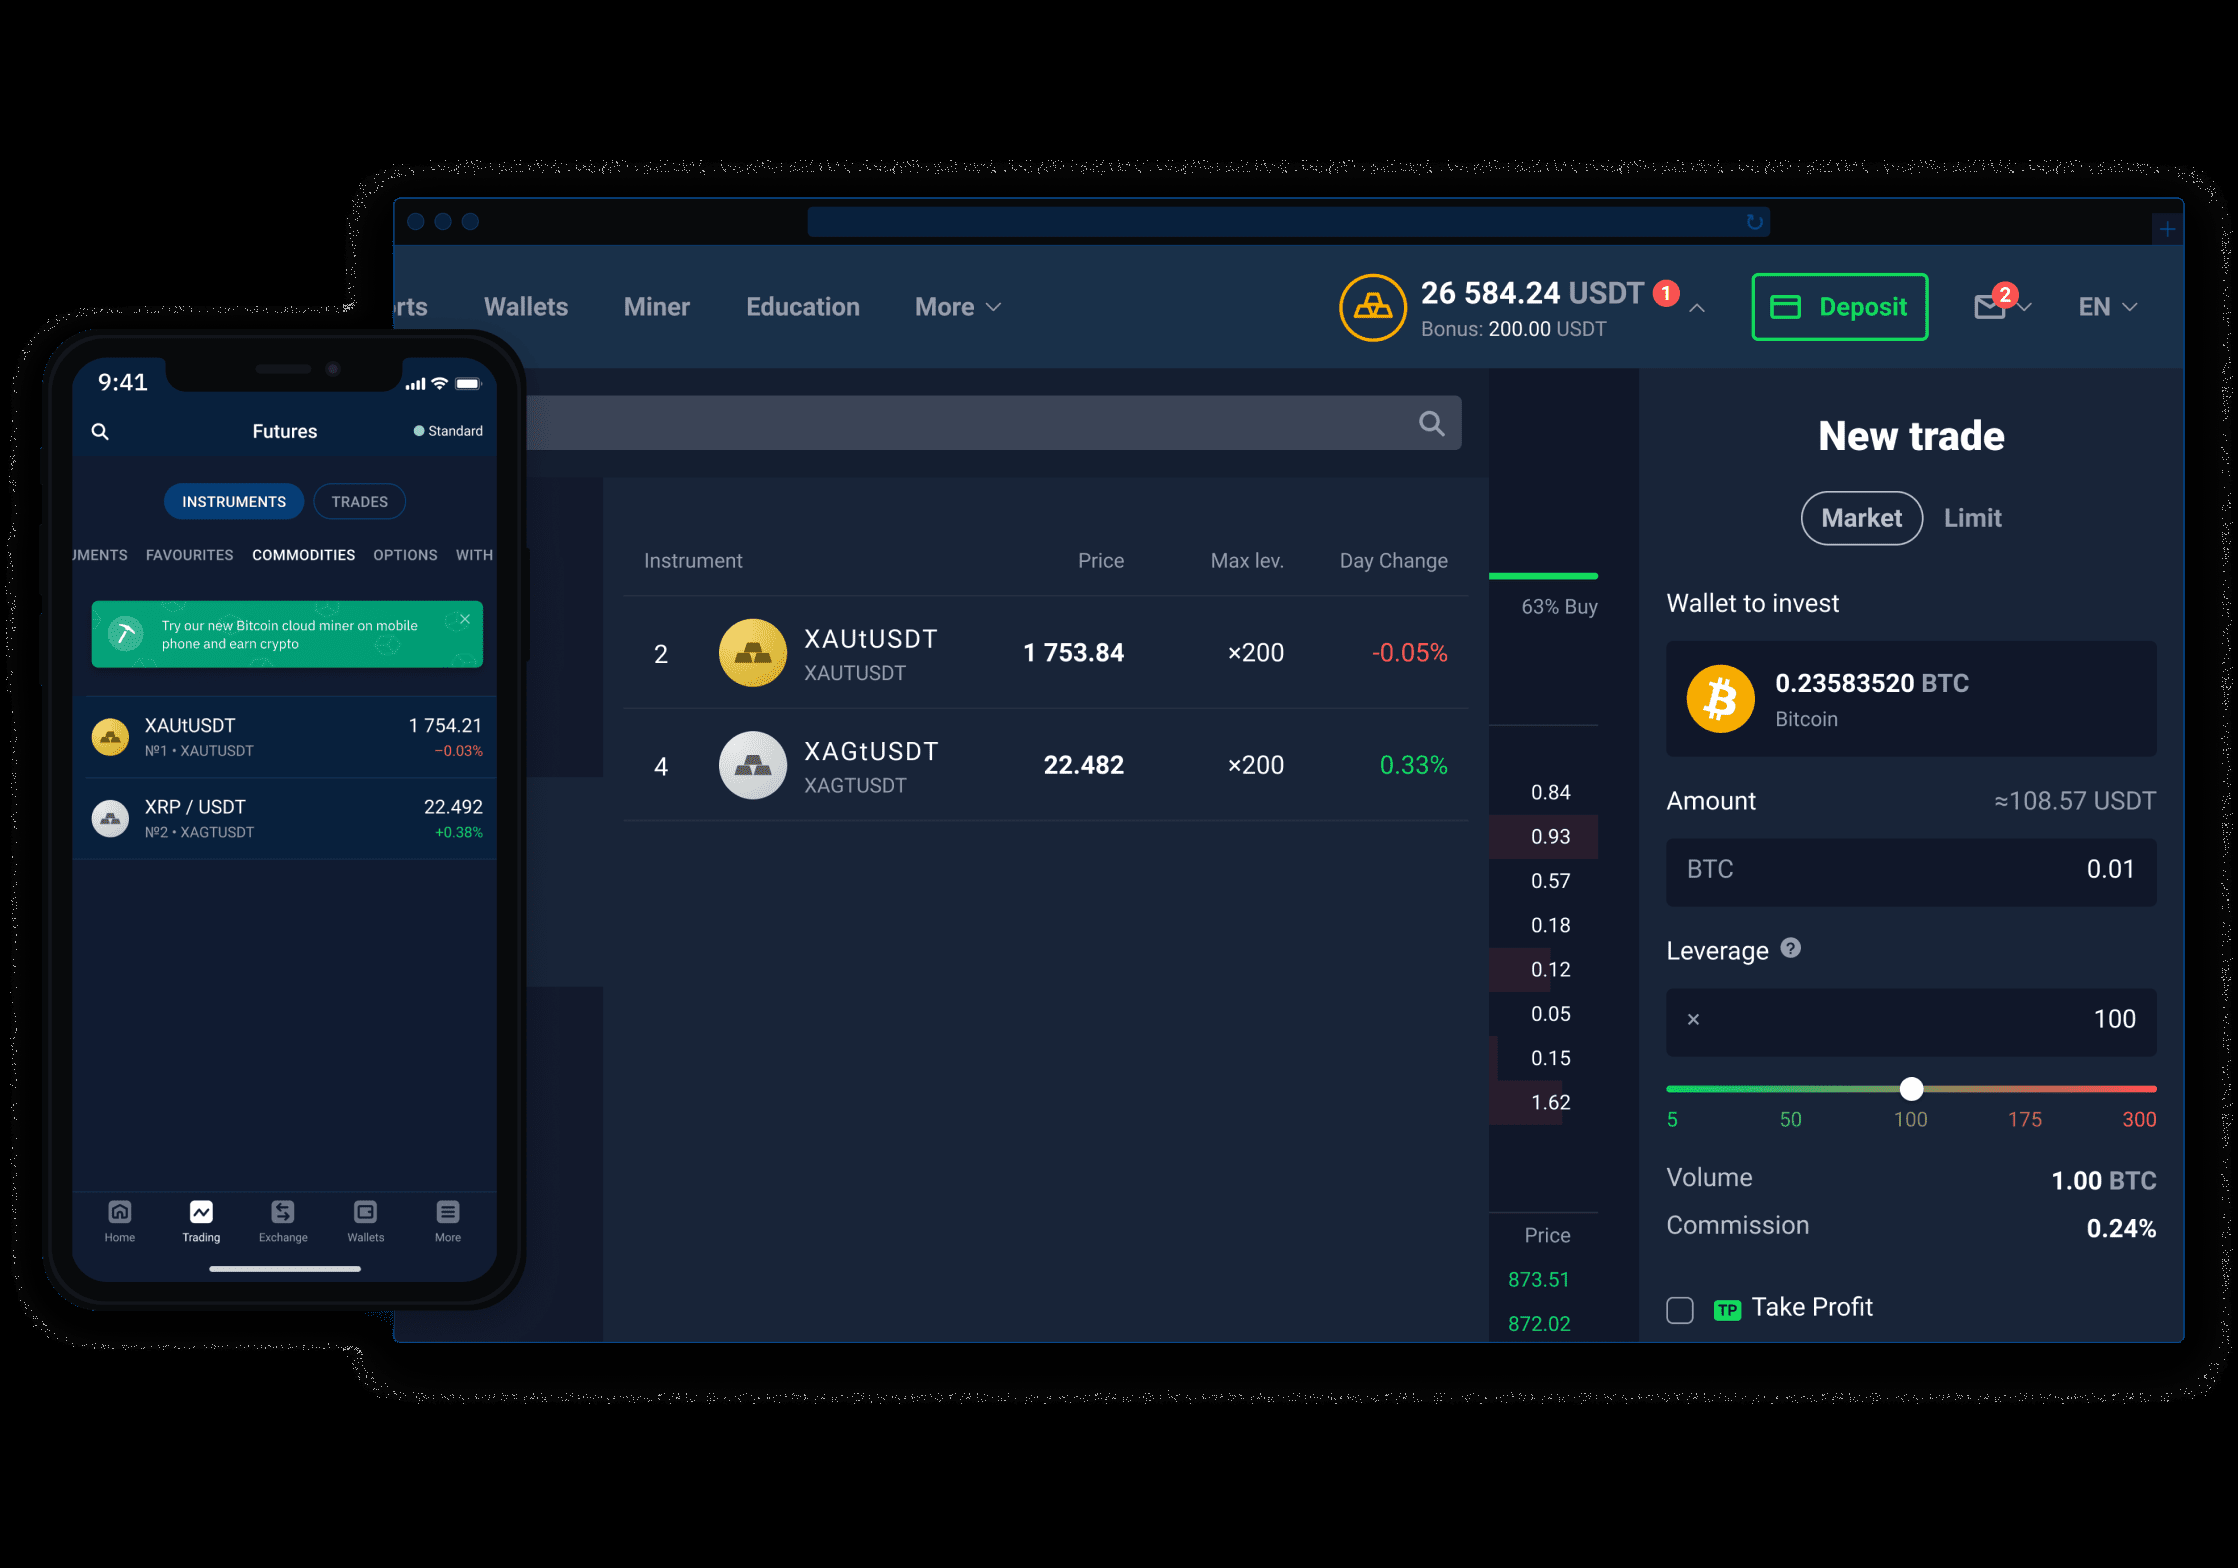 rts Wallets Miner Education More
26 584.24 USDT 1
Bonus: 200.00 USDT
Deposit
2
EN
9:41
Futures
Standard
INSTRUMENTS TRADES
JMENTS FAVOURITES COMMODITIES OPTIONS WITH
Try our new Bitcoin cloud miner on mobile
phone and earn crypto
XAUtUSDT 1 754.21
№1 • XAUTUSDT −0.03%
XRP / USDT 22.492
№2 • XAGTUSDT +0.38%
Home Trading Exchange Wallets More
Instrument Price Max lev. Day Change
2 XAUtUSDT 1 753.84 ×200 -0.05%
XAUTUSDT
4 XAGtUSDT 22.482 ×200 0.33%
XAGTUSDT
63% Buy
0.84
0.93
0.57
0.18
0.12
0.05
0.15
1.62
Price
873.51
872.02
New trade
Market Limit
Wallet to invest
0.23583520 BTC
Bitcoin
Amount ≈108.57 USDT
BTC 0.01
Leverage ?
× 100
5 50 100 175 300
Volume 1.00 BTC
Commission 0.24%
TP Take Profit